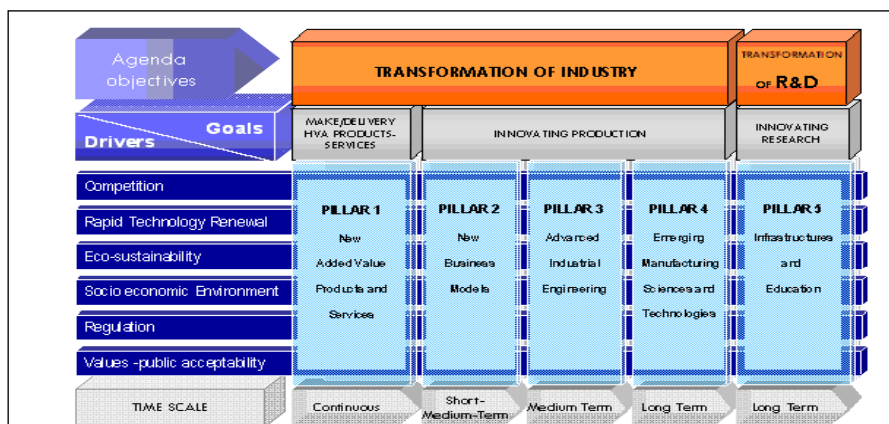 Agenda
objectives
TRANSFORMATION OF INDUSTRY
TRANSFORMATION
OF R&D
Goals
Drivers
MAKE/DELIVERY
HVA PRODUCTS-
SERVICES
INNOVATING PRODUCTION
INNOVATING
RESEARCH
Competition
Rapid Technology Renewal
Eco-sustainability
Socio economic Environment
Regulation
Values -public acceptability
PILLAR 1
New
Added Value
Products and
Services
PILLAR 2
New
Business
Models
PILLAR 3
Advanced
Industrial
Engineering
PILLAR 4
Emerging
Manufacturing
Sciences and
Technologies
PILLAR 5
Infrastructures
and
Education
TIME SCALE
Continuous
Short-
Medium-Term
Medium Term
Long Term
Long Term